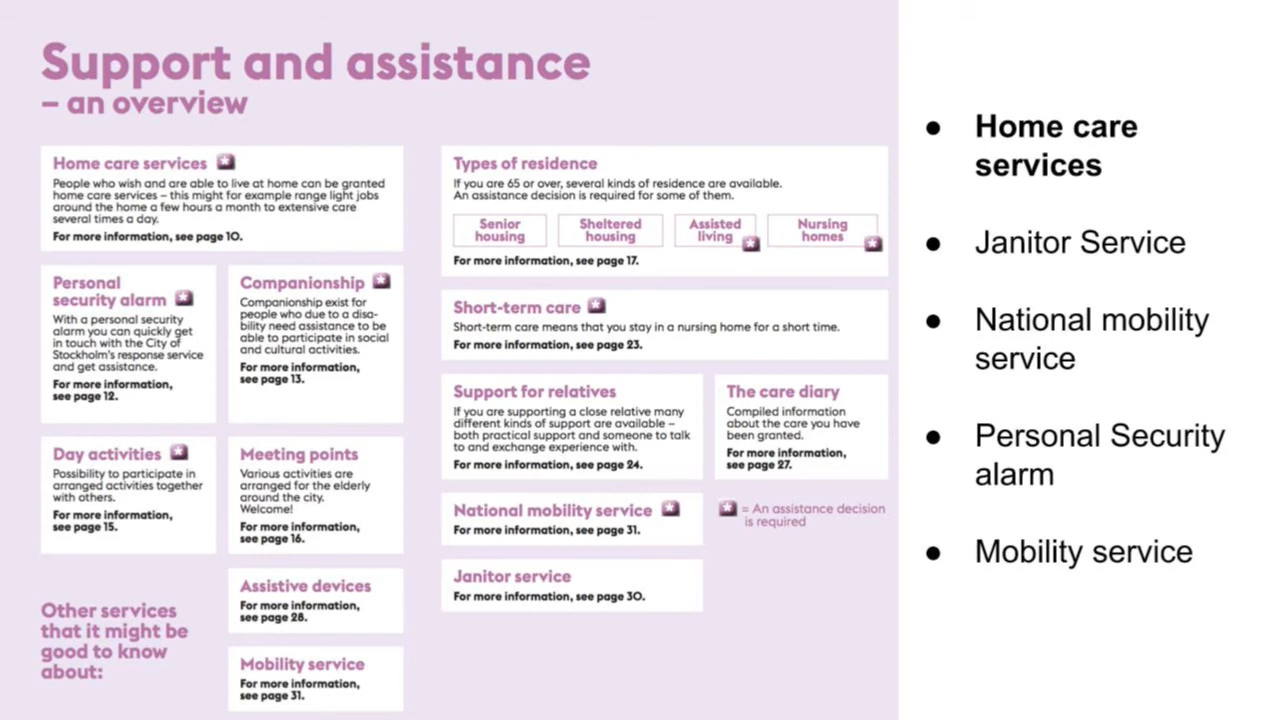 Support and assistance
– an overview
Home care services
People who wish and are able to live at home can be granted
home care services – this might for example range light jobs
around the home a few hours a month to extensive care
several times a day.
For more information, see page 10.
Personal
security alarm
With a personal security
alarm you can quickly get
in touch with the City of
Stockholm's response service
and get assistance.
For more information,
see page 12.
Companionship
Companionship exist for
people who due to a disa-
bility need assistance to be
able to participate in social
and cultural activities.
For more information,
see page 13.
Day activities
Possibility to participate in
arranged activities together
with others.
For more information,
see page 15.
Meeting points
Various activities are
arranged for the elderly
around the city.
Welcome!
For more information,
see page 16.
Other services
that it might be
good to know
about:
Assistive devices
For more information,
see page 28.
Mobility service
For more information,
see page 31.
Types of residence
If you are 65 or over, several kinds of residence are available.
An assistance decision is required for some of them.
Senior
housing
Sheltered
housing
Assisted
living
Nursing
homes
For more information, see page 17.
Short-term care
Short-term care means that you stay in a nursing home for a short time.
For more information, see page 23.
Support for relatives
If you are supporting a close relative many
different kinds of support are available –
both practical support and someone to talk
to and exchange experience with.
For more information, see page 24.
The care diary
Compiled information
about the care you have
been granted.
For more information,
see page 27.
National mobility service
For more information, see page 31.
= An assistance decision
is required
Janitor service
For more information, see page 30.
● Home care
services
● Janitor Service
● National mobility
service
● Personal Security
alarm
● Mobility service